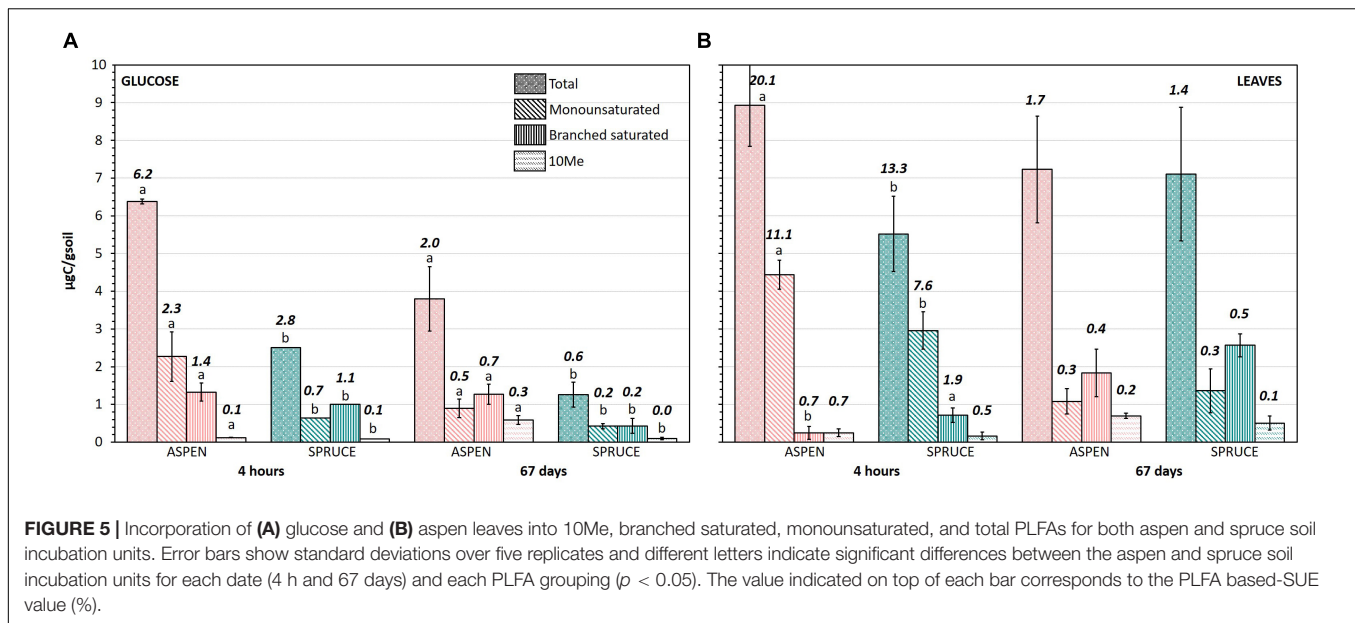 A
B
10
9
8
7
6
5
4
3
2
1
0
µgC/gsoil
GLUCOSE
Total
Monounsaturated
Branched saturated
10Me
6.2
a
2.3
a
1.4
a
0.1
a
2.8
b
0.7
b
1.1
b
0.1
b
2.0
a
0.5
a
0.7
a
0.3
a
0.6
b
0.2
b
0.2
b
0.0
b
ASPEN SPRUCE ASPEN SPRUCE
4 hours 67 days
LEAVES
20.1
a
11.1
a
0.7
b
0.7
13.3
b
7.6
b
1.9
a
0.5
1.7
0.3
0.4
0.2
1.4
0.3
0.5
0.1
ASPEN SPRUCE ASPEN SPRUCE
4 hours 67 days
FIGURE 5 | Incorporation of (A) glucose and (B) aspen leaves into 10Me, branched saturated, monounsaturated, and total PLFAs for both aspen and spruce soil
incubation units. Error bars show standard deviations over five replicates and different letters indicate significant differences between the aspen and spruce soil
incubation units for each date (4 h and 67 days) and each PLFA grouping (p < 0.05). The value indicated on top of each bar corresponds to the PLFA based-SUE
value (%).